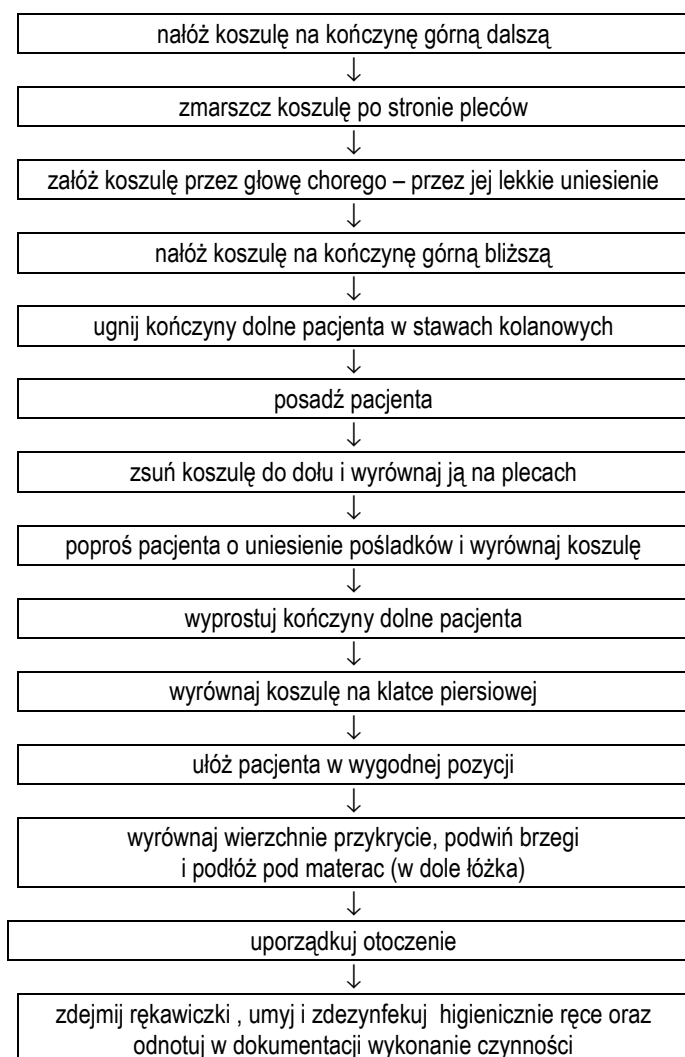 nałóż koszulę na kończynę górną dalszą
↓
zmarszcz koszulę po stronie pleców
↓
załóż koszulę przez głowę chorego – przez jej lekkie uniesienie
↓
nałóż koszulę na kończynę górną bliższą
↓
ugnij kończyny dolne pacjenta w stawach kolanowych
↓
posadź pacjenta
↓
zsuń koszulę do dołu i wyrównaj ją na plecach
↓
poproś pacjenta o uniesienie pośladków i wyrównaj koszulę
↓
wyprostuj kończyny dolne pacjenta
↓
wyrównaj koszulę na klatce piersiowej
↓
ułóż pacjenta w wygodnej pozycji
↓
wyrównaj wierzchnie przykrycie, podwiń brzegi
i podłóż pod materac (w dole łóżka)
↓
uporządkuj otoczenie
↓
zdejmij rękawiczki , umyj i zdezynfekuj higienicznie ręce oraz
odnotuj w dokumentacji wykonanie czynności